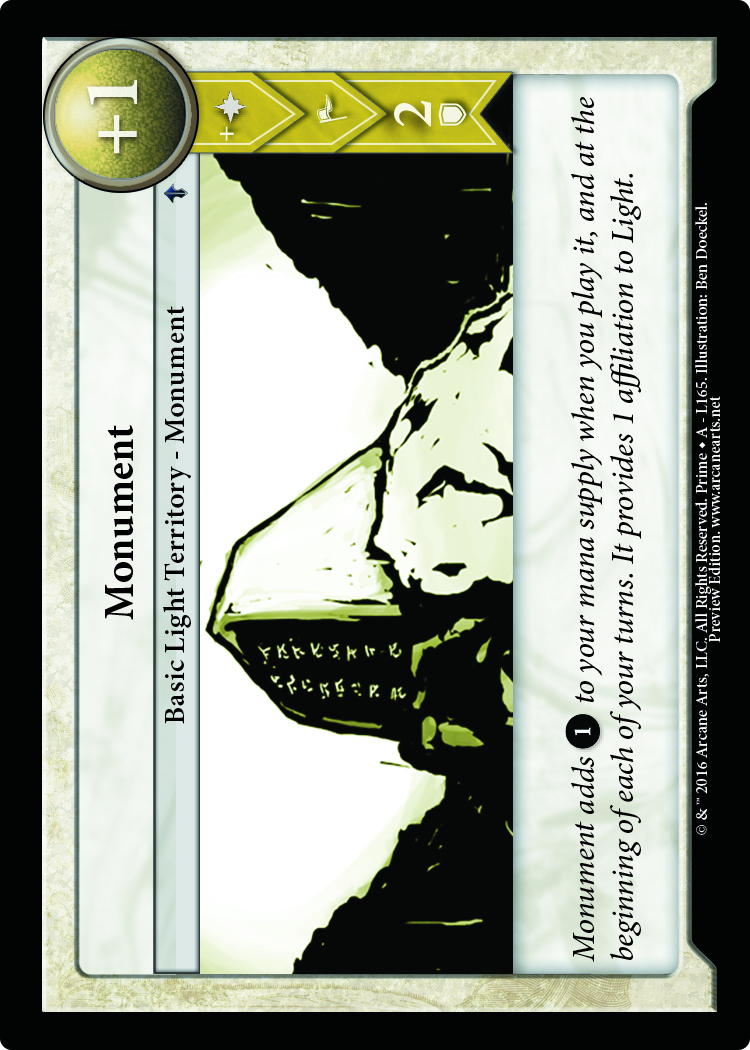 Monument
+1
Basic Light Territory - Monument
+
2
Monument adds 1 to your mana supply when you play it, and at the
beginning of each of your turns. It provides 1 affiliation to Light.
© & ™ 2016 Arcane Arts, LLC. All Rights Reserved. Prime ⬥ A - L165. Illustration: Ben Doeckel.
Preview Edition. www.arcanearts.net